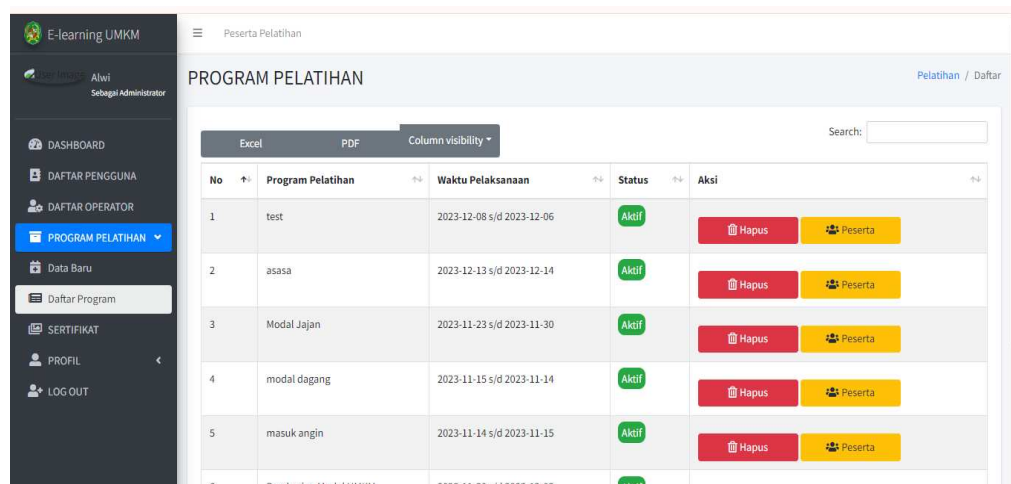 E-learning UMKM
Peserta Pelatihan
Alwi
Sebagai Administrator
DASHBOARD
DAFTAR PENGGUNA
DAFTAR OPERATOR
PROGRAM PELATIHAN
Data Baru
Daftar Program
SERTIFIKAT
PROFIL
LOG OUT
PROGRAM PELATIHAN
Pelatihan / Daftar
Excel PDF Column visibility
Search:
No Program Pelatihan Waktu Pelaksanaan Status Aksi
1 test 2023-12-08 s/d 2023-12-06 Aktif Hapus Peserta
2 asasa 2023-12-13 s/d 2023-12-14 Aktif Hapus Peserta
3 Modal Jajan 2023-11-23 s/d 2023-11-30 Aktif Hapus Peserta
4 modal dagang 2023-11-15 s/d 2023-11-14 Aktif Hapus Peserta
5 masuk angin 2023-11-14 s/d 2023-11-15 Aktif Hapus Peserta